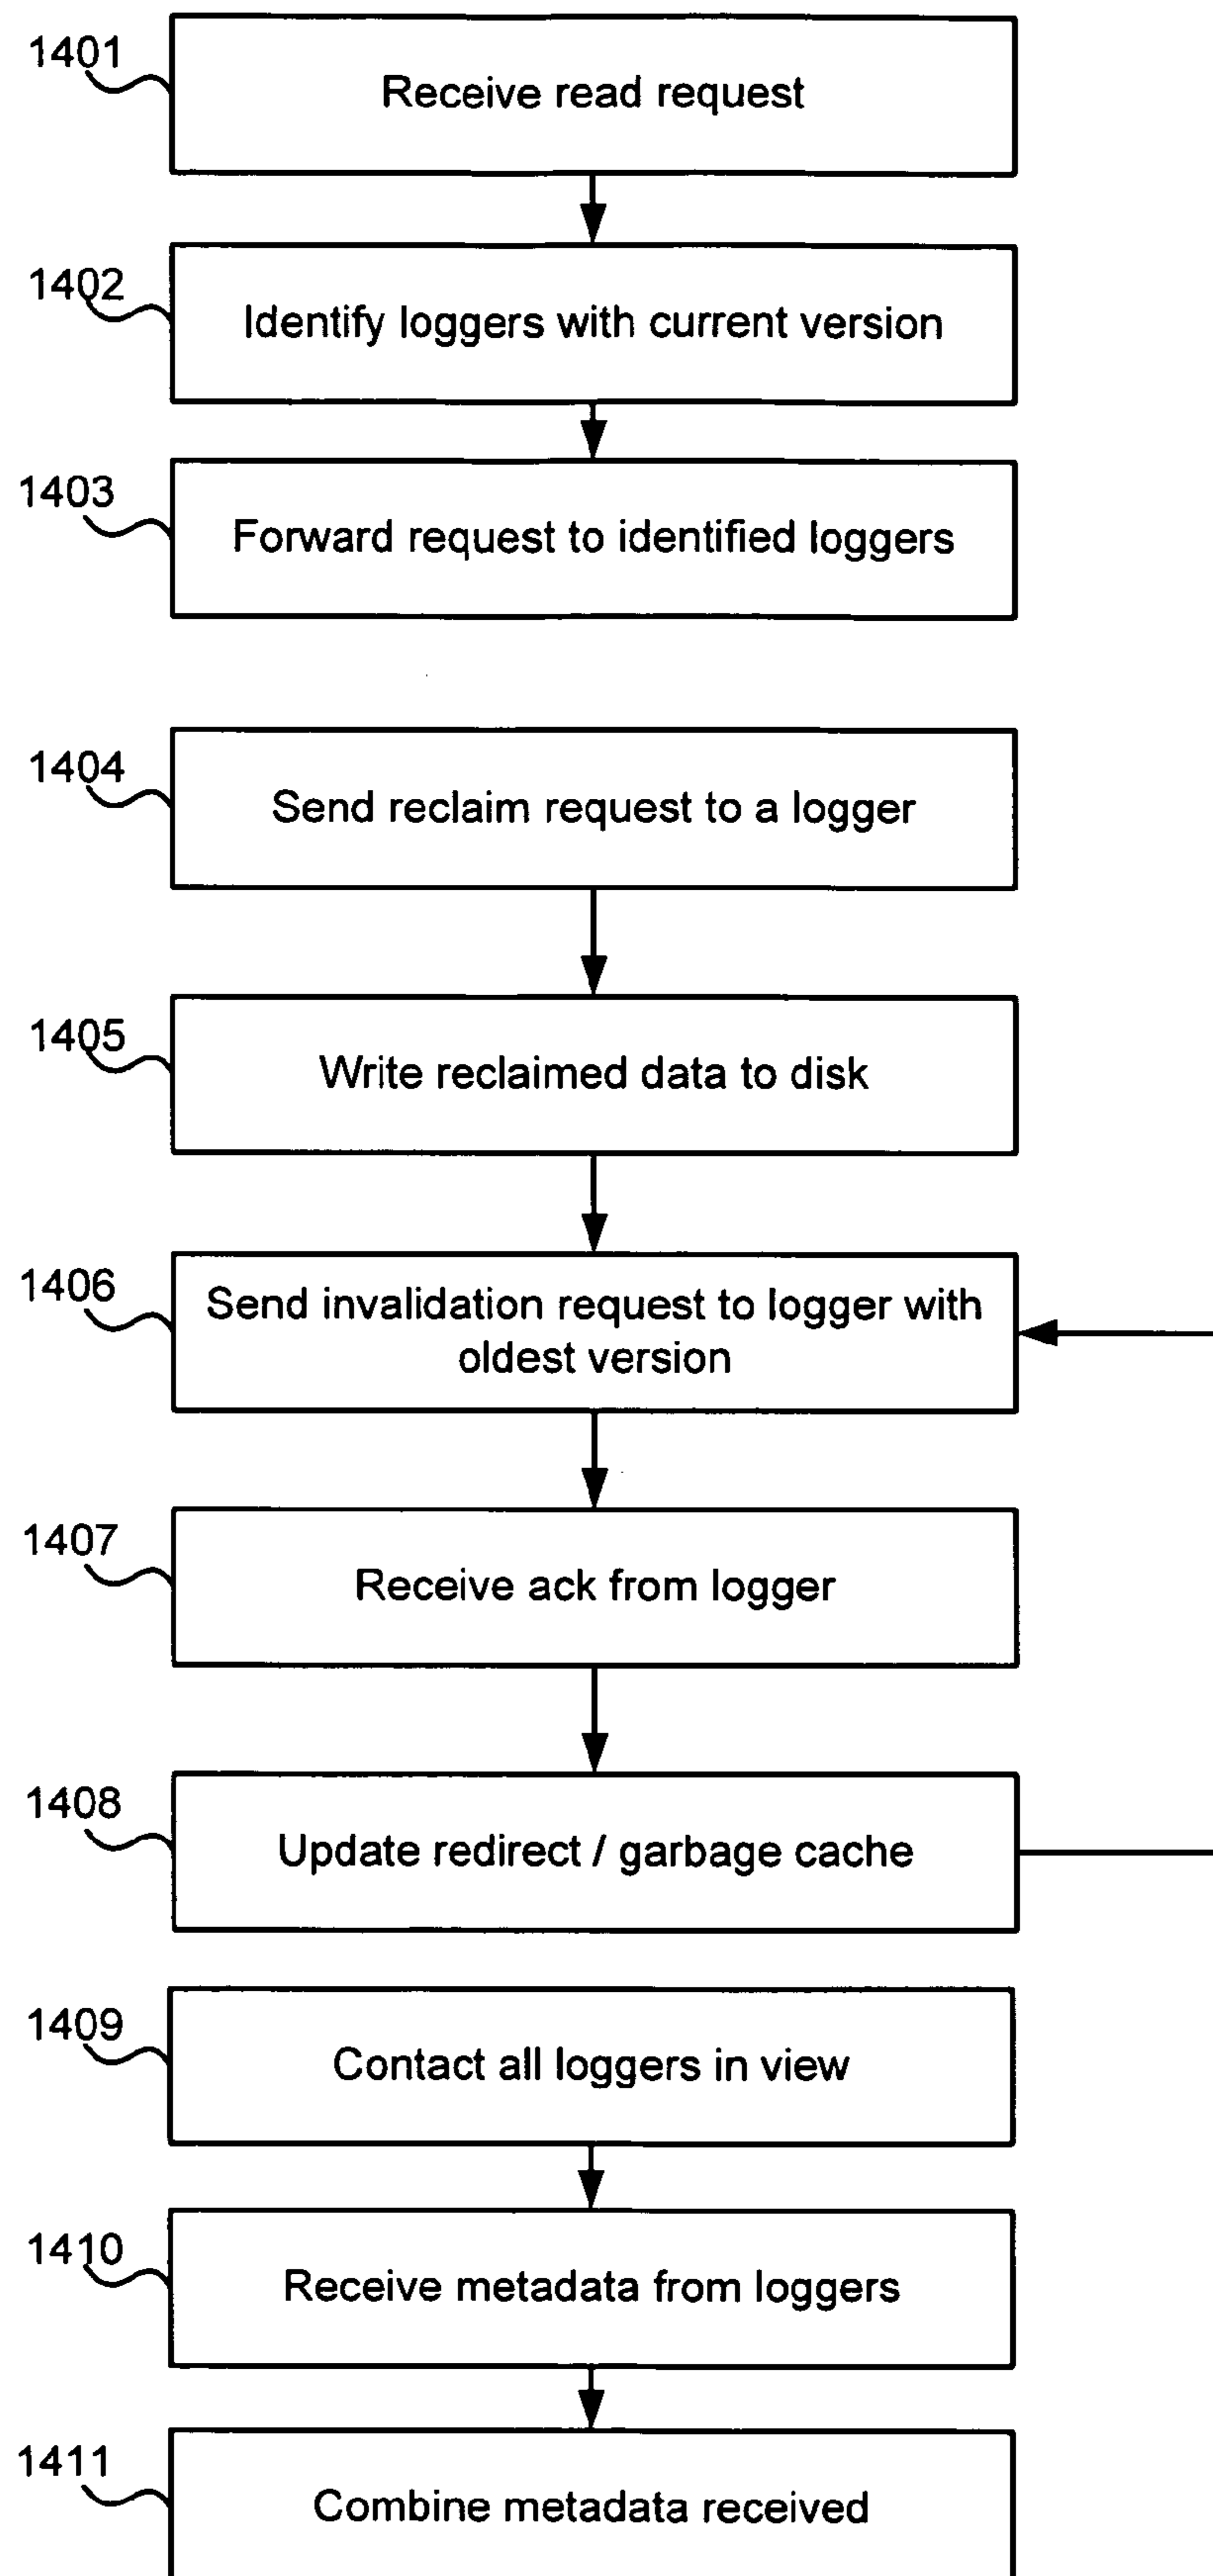 1401
Receive read request
1402
Identify loggers with current version
1403
Forward request to identified loggers
1404
Send reclaim request to a logger
1405
Write reclaimed data to disk
1406
Send invalidation request to logger with
oldest version
1407
Receive ack from logger
1408
Update redirect / garbage cache
1409
Contact all loggers in view
1410
Receive metadata from loggers
1411
Combine metadata received